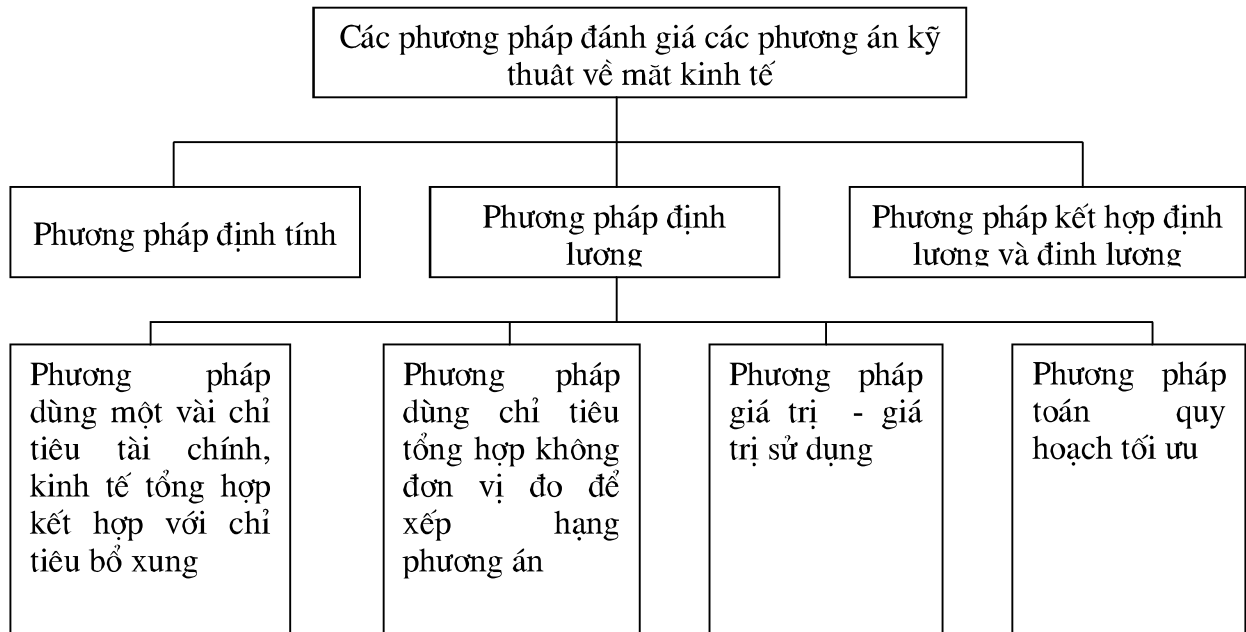 Các phương pháp đánh giá các phương án kỹ
thuât về măt kinh tế
Phương pháp định tính
Phương pháp định
lương
Phương pháp kết hợp định
lương và đinh lương
Phương pháp
dùng một vài chỉ
tiêu tài chính,
kinh tế tổng hợp
kết hợp với chỉ
tiêu bổ xung
Phương pháp
dùng chỉ tiêu
tổng hợp không
đơn vị đo để
xếp hạng
phương án
Phương pháp
giá trị - giá
trị sử dụng
Phương pháp
toán quy
hoạch tối ưu